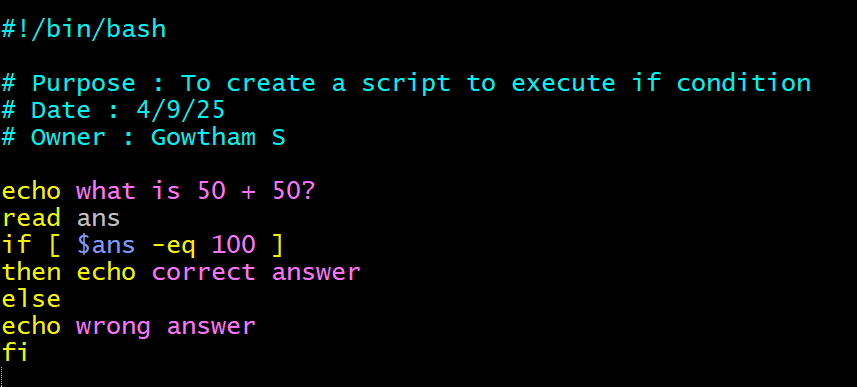 #!/bin/bash
# Purpose : To create a script to execute if condition
# Date : 4/9/25
# Owner : Gowtham S
echo what is 50 + 50?
read ans
if [ $ans -eq 100 ]
then echo correct answer
else
echo wrong answer
fi